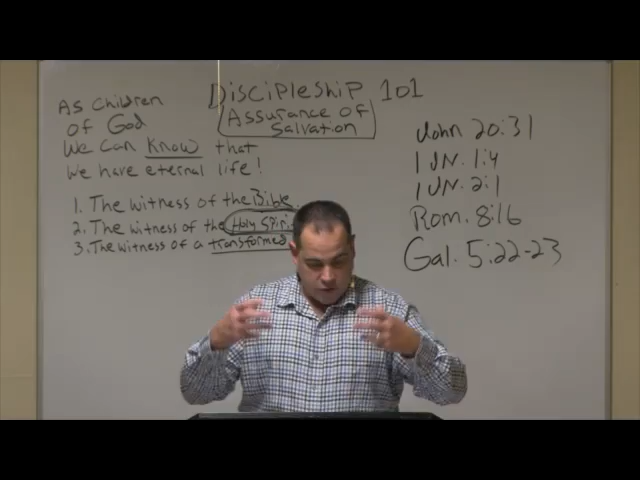 Discipleship 101
Assurance of
Salvation
As Children
of God
We Can Know that
We have eternal life!
1. The witness of the Bible.
2. The witness of the Holy Spiri
3. The witness of a transformed
John 20:31
1 JN. 1:4
1 JN. 2:1
Rom. 8:16
Gal. 5:22-23